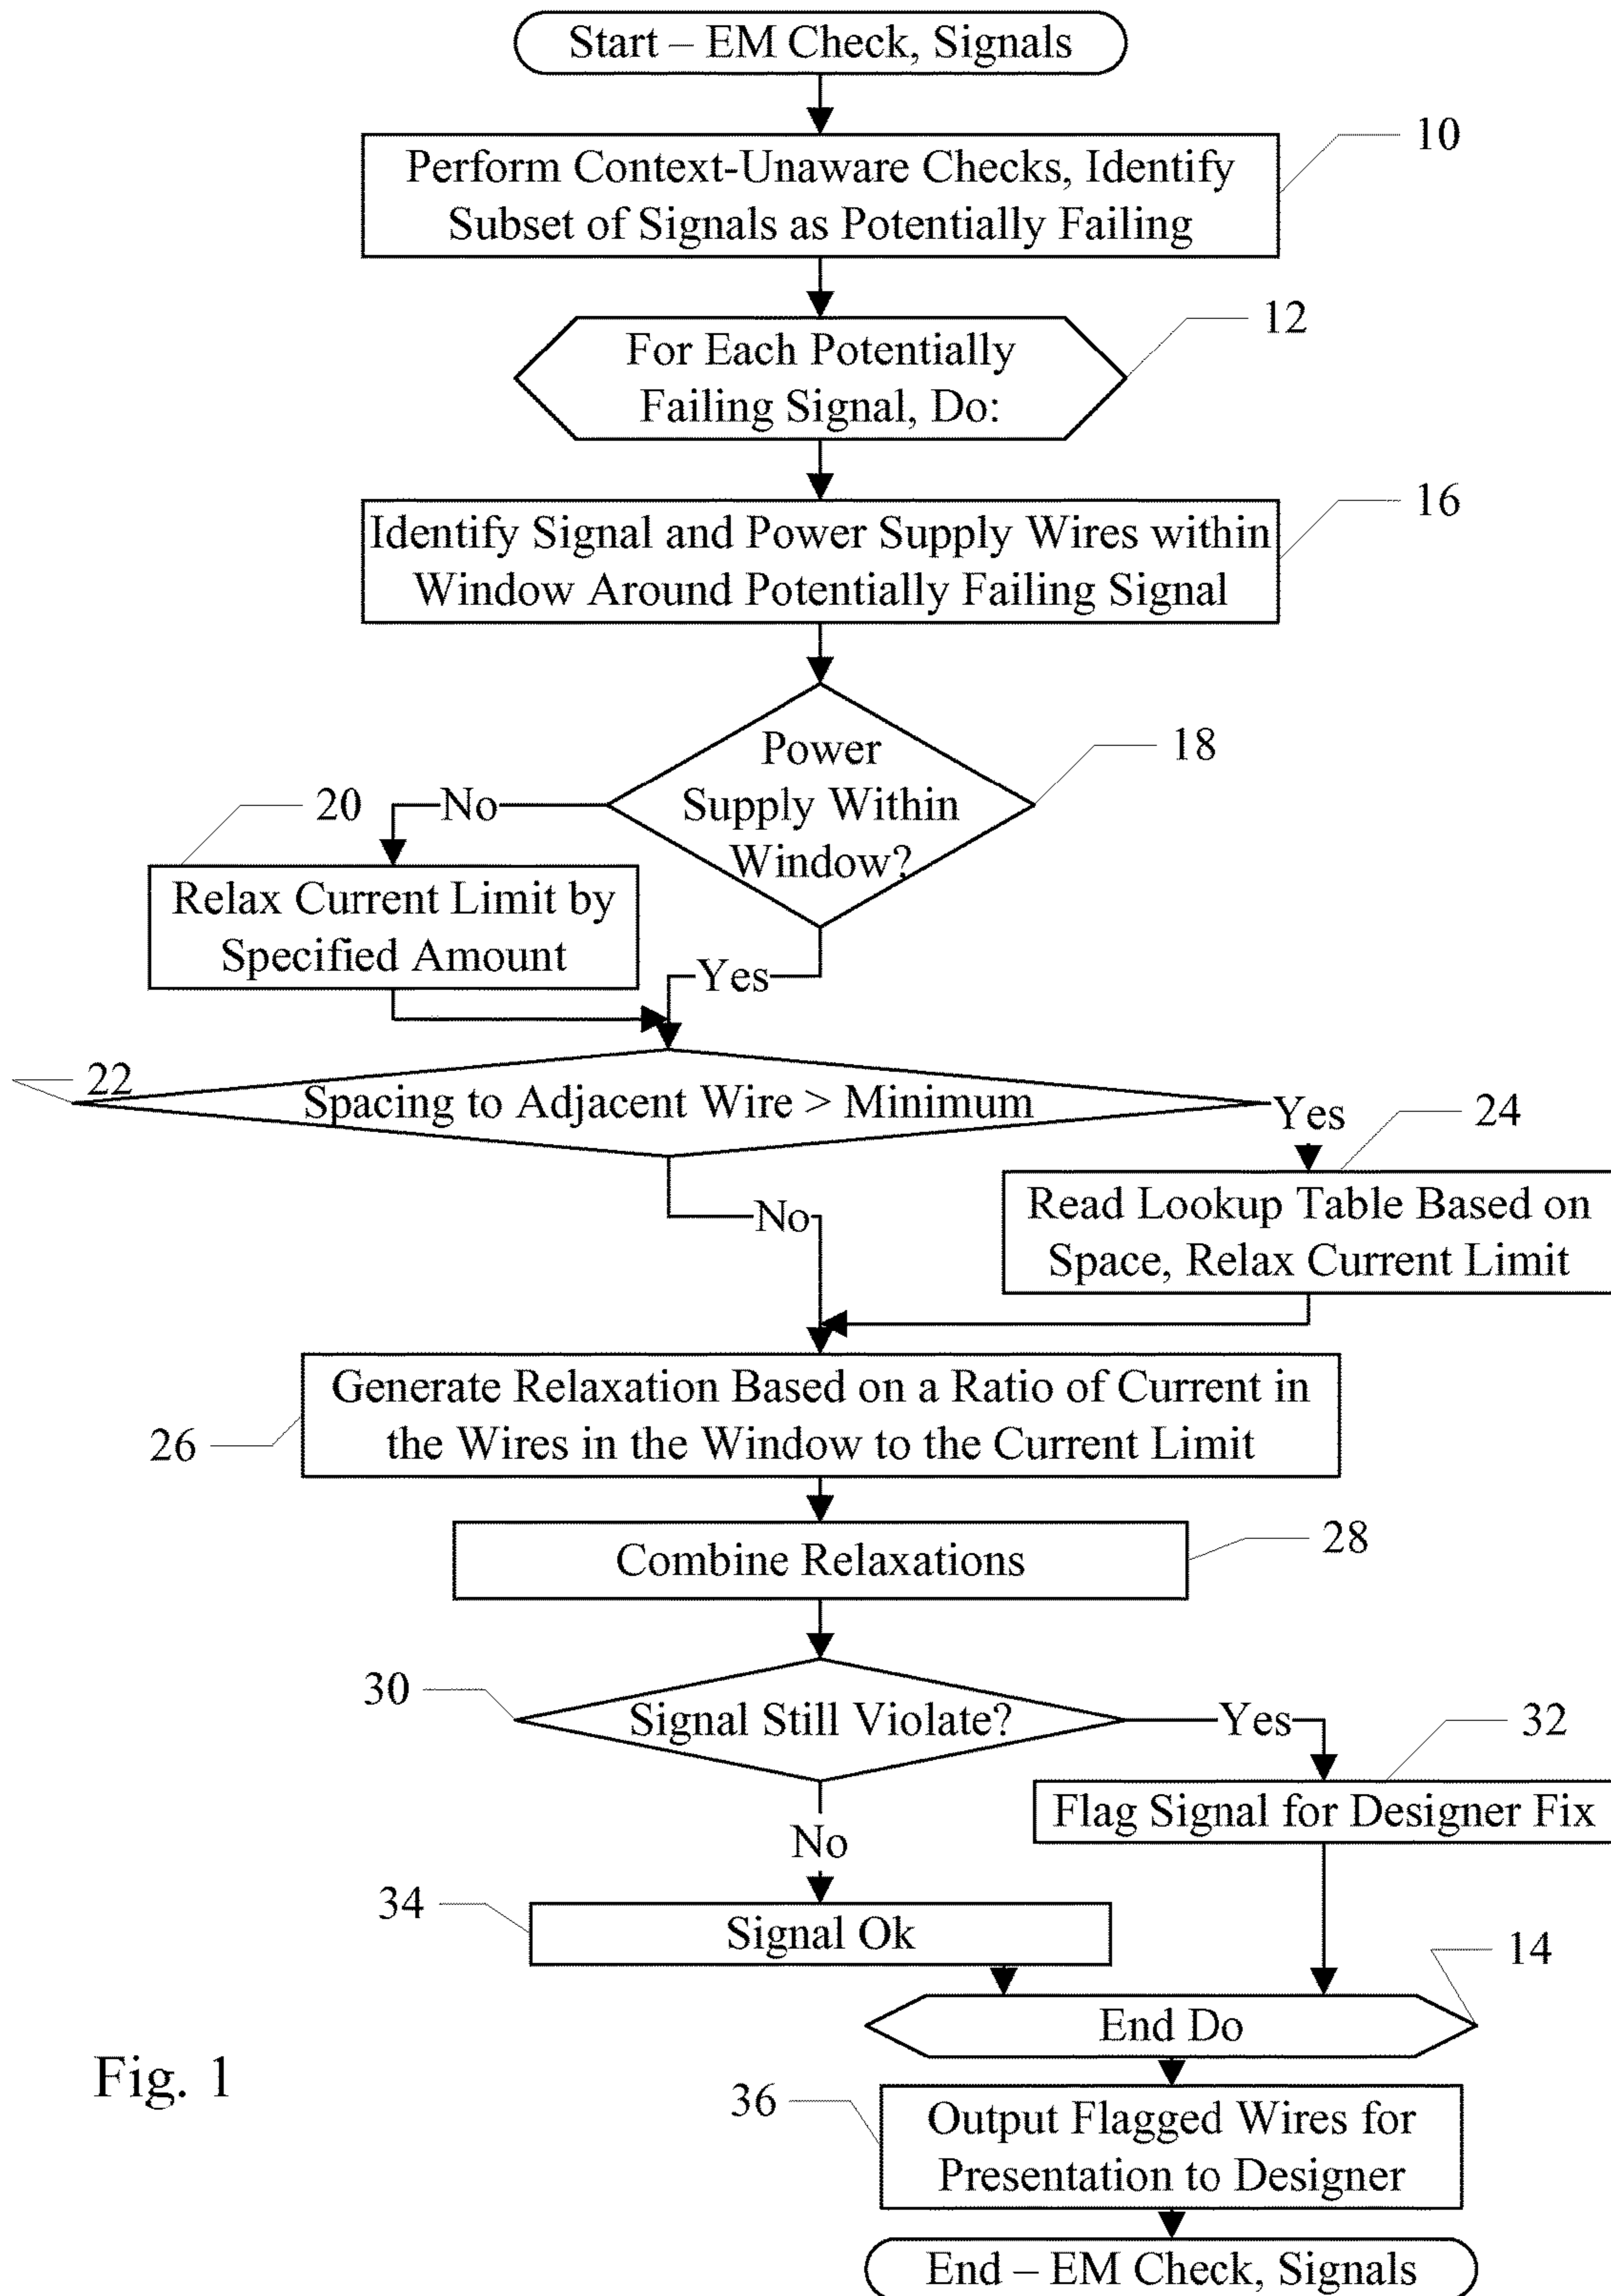 Start – EM Check, Signals
10
Perform Context-Unaware Checks, Identify
Subset of Signals as Potentially Failing
12
For Each Potentially
Failing Signal, Do:
16
Identify Signal and Power Supply Wires within
Window Around Potentially Failing Signal
18
Power
Supply Within
Window?
No
20
Relax Current Limit by
Specified Amount
Yes
22
Spacing to Adjacent Wire > Minimum
Yes
24
Read Lookup Table Based on
Space, Relax Current Limit
No
26
Generate Relaxation Based on a Ratio of Current in
the Wires in the Window to the Current Limit
28
Combine Relaxations
30
Signal Still Violate?
Yes
32
Flag Signal for Designer Fix
No
34
Signal Ok
14
End Do
Fig. 1
36
Output Flagged Wires for
Presentation to Designer
End – EM Check, Signals